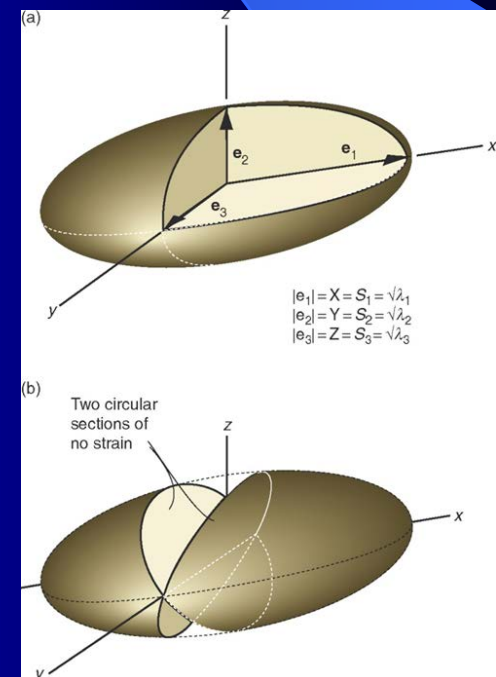 (a)
z
x
e₁
e₂
e₃
y
|e₁| = X = S₁ = √λ₁
|e₂| = Y = S₂ = √λ₂
|e₃| = Z = S₃ = √λ₃
(b)
Two circular
sections of
no strain
z
x
y